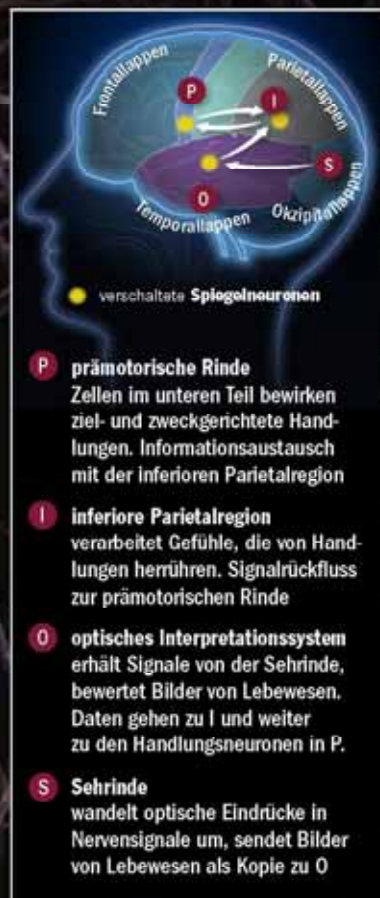 Frontallappen
Parietallappen
P
I
S
O
Temporallappen
Okzipitallappen
verschaltete Spiegelneuronen
P prämotorische Rinde
Zellen im unteren Teil bewirken
ziel- und zweckgerichtete Hand-
lungen. Informationsaustausch
mit der inferioren Parietalregion
I inferiore Parietalregion
verarbeitet Gefühle, die von Hand-
lungen herrühren. Signalrückfluss
zur prämotorischen Rinde
O optisches Interpretationssystem
erhält Signale von der Sehrinde,
bewertet Bilder von Lebewesen.
Daten gehen zu I und weiter
zu den Handlungsneuronen in P.
S Sehrinde
wandelt optische Eindrücke in
Nervensignale um, sendet Bilder
von Lebewesen als Kopie zu O